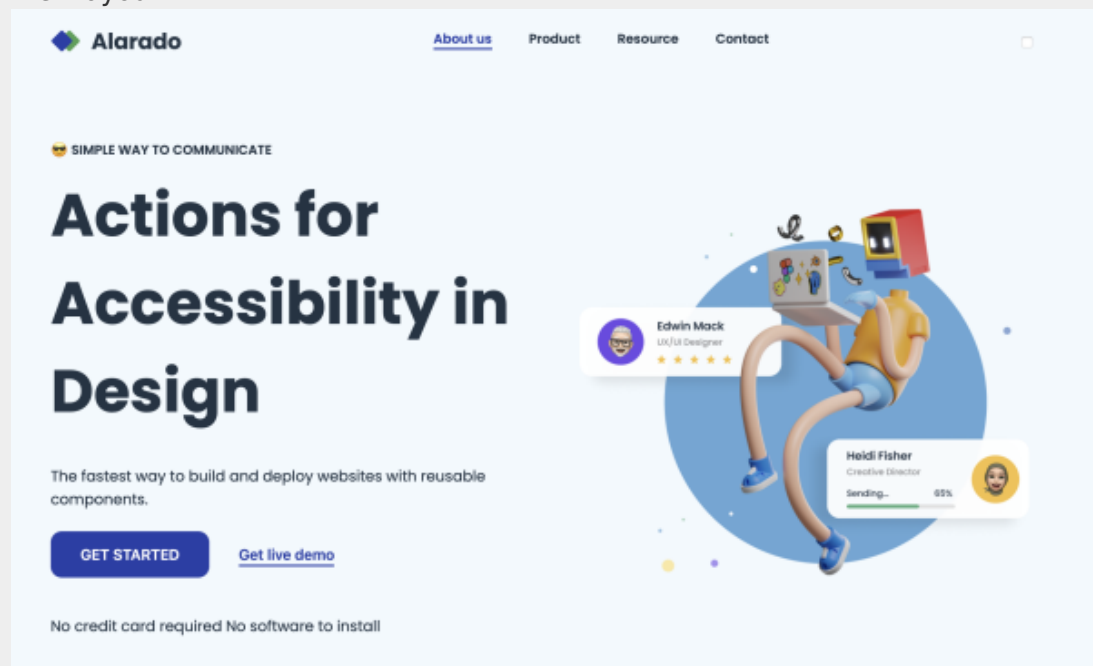 Alarado
About us Product Resource Contact
😎 SIMPLE WAY TO COMMUNICATE
Actions for
Accessibility in
Design
The fastest way to build and deploy websites with reusable
components.
GET STARTED Get live demo
No credit card required No software to install
Edwin Mack
UX/UI Designer
Heidi Fisher
Creative Director
Sending... 65%